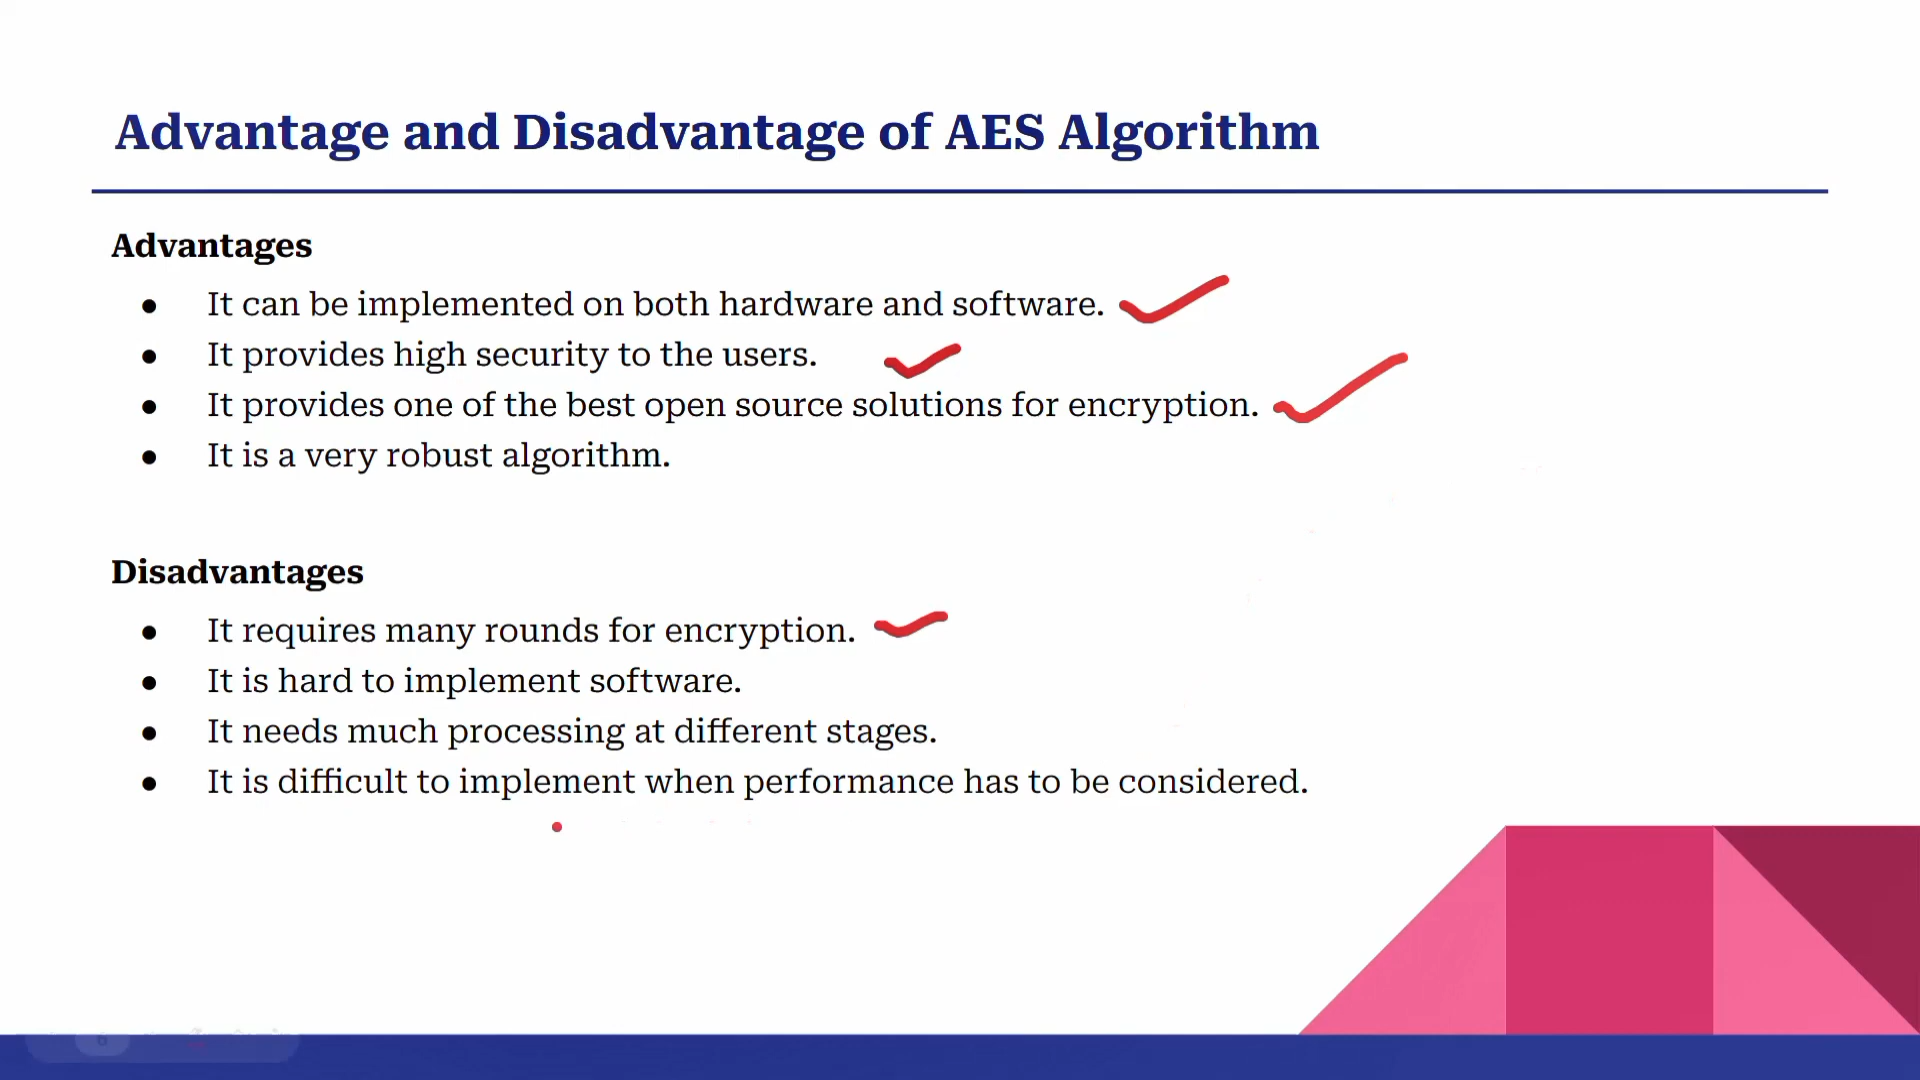 Advantage and Disadvantage of AES Algorithm
Advantages
● It can be implemented on both hardware and software.
● It provides high security to the users.
● It provides one of the best open source solutions for encryption.
● It is a very robust algorithm.
Disadvantages
● It requires many rounds for encryption.
● It is hard to implement software.
● It needs much processing at different stages.
● It is difficult to implement when performance has to be considered.